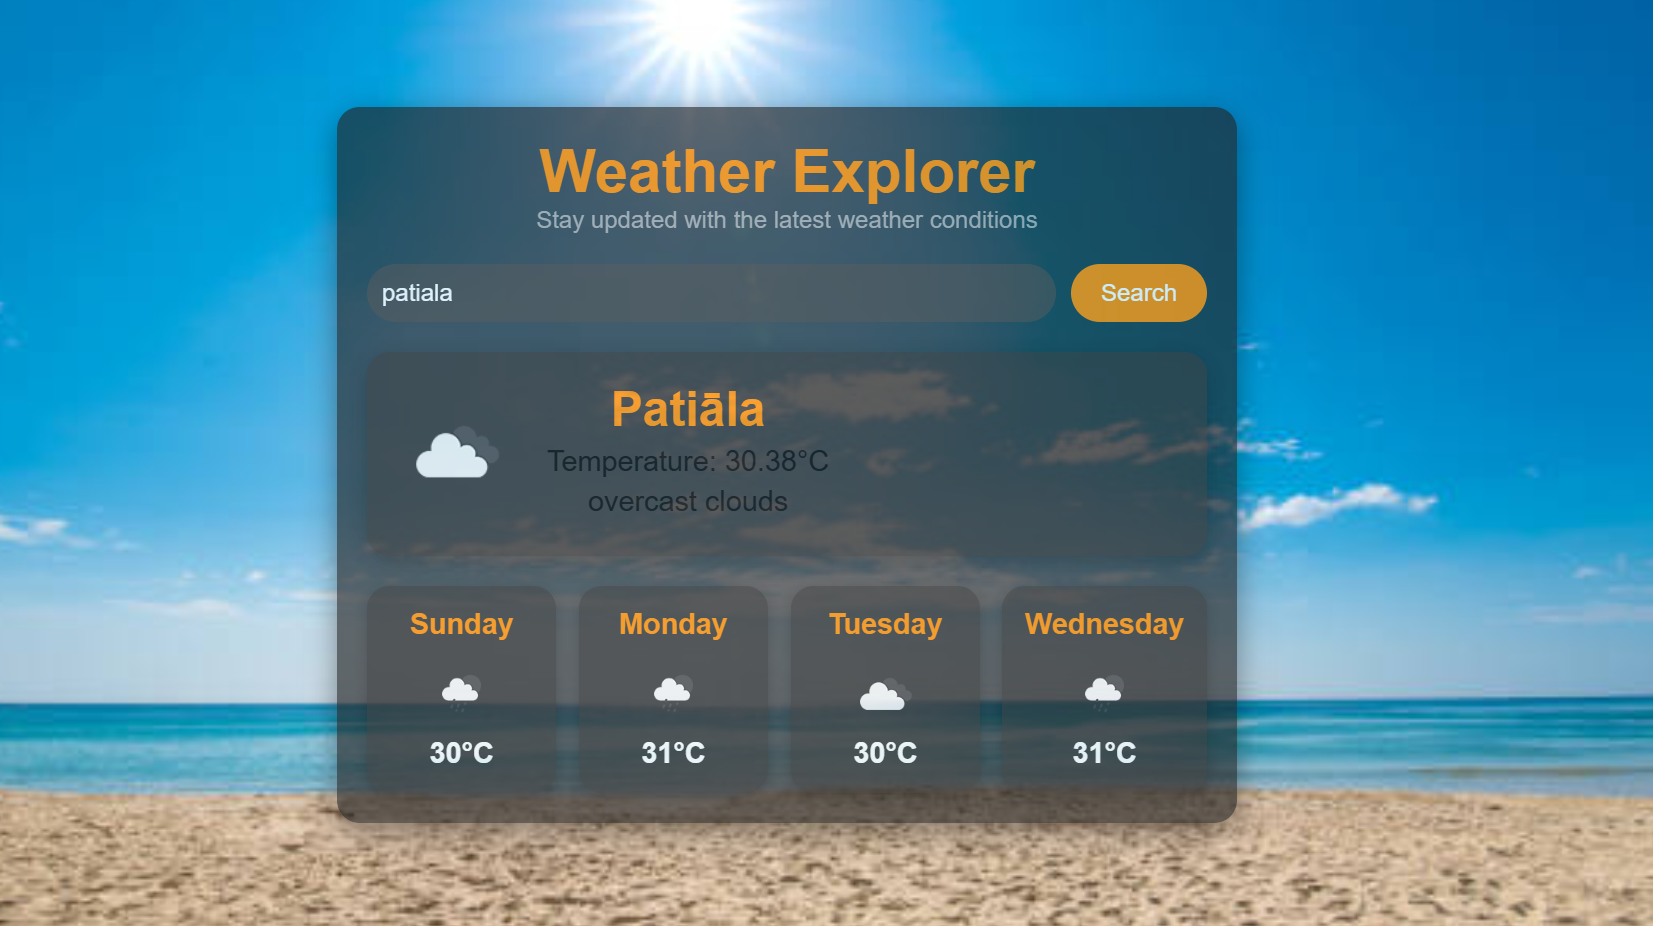 Weather Explorer
Stay updated with the latest weather conditions
patiala
Search
Patiāla
Temperature: 30.38°C
overcast clouds
Sunday
Monday
Tuesday
Wednesday
30°C
31°C
30°C
31°C